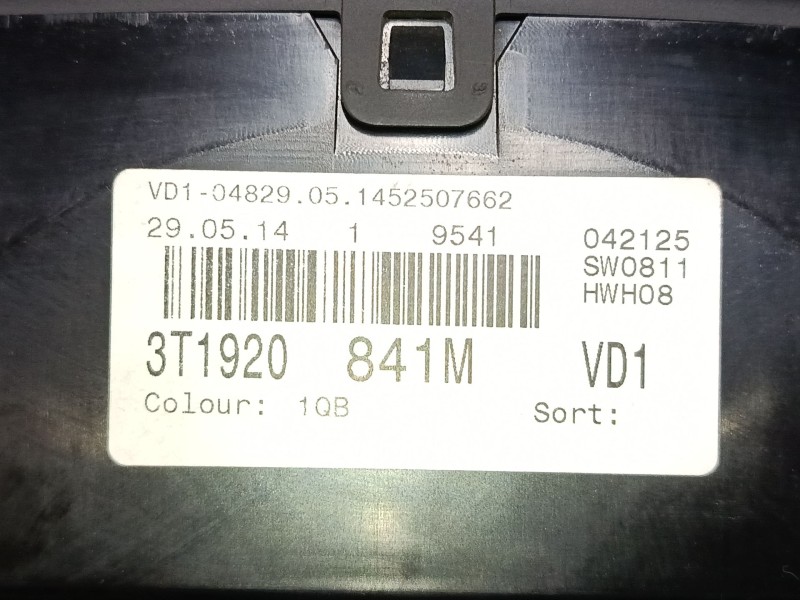 VD1-04829.05.1452507662
29.05.14 1 9541 042125
SW0811
HWH08
3T1920 841M VD1
Colour: 1QB Sort: